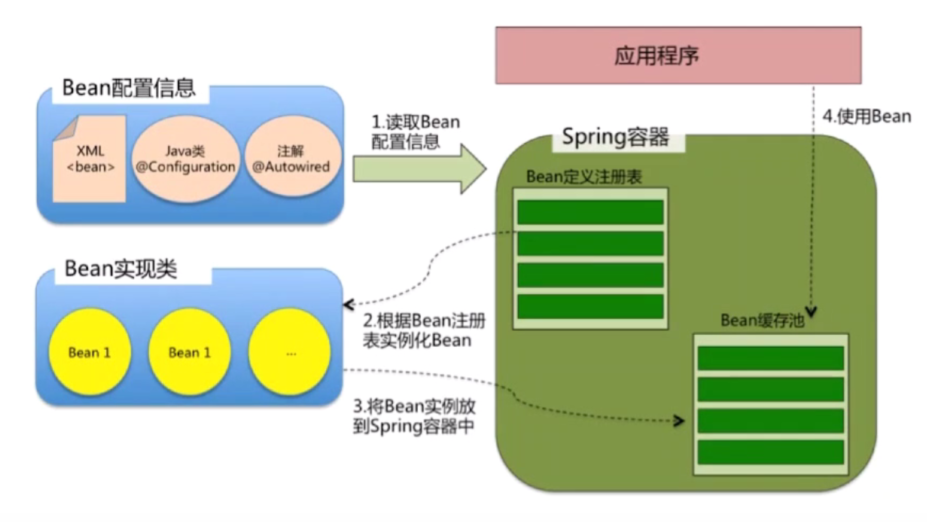 应用程序
Bean配置信息
XML
<bean>
Java类
@Configuration
注解
@Autowired
1.读取Bean
配置信息
4.使用Bean
Spring容器
Bean定义注册表
Bean实现类
Bean 1
Bean 1
...
2.根据Bean注册
表实例化Bean
Bean缓存池
3.将Bean实例放
到Spring容器中